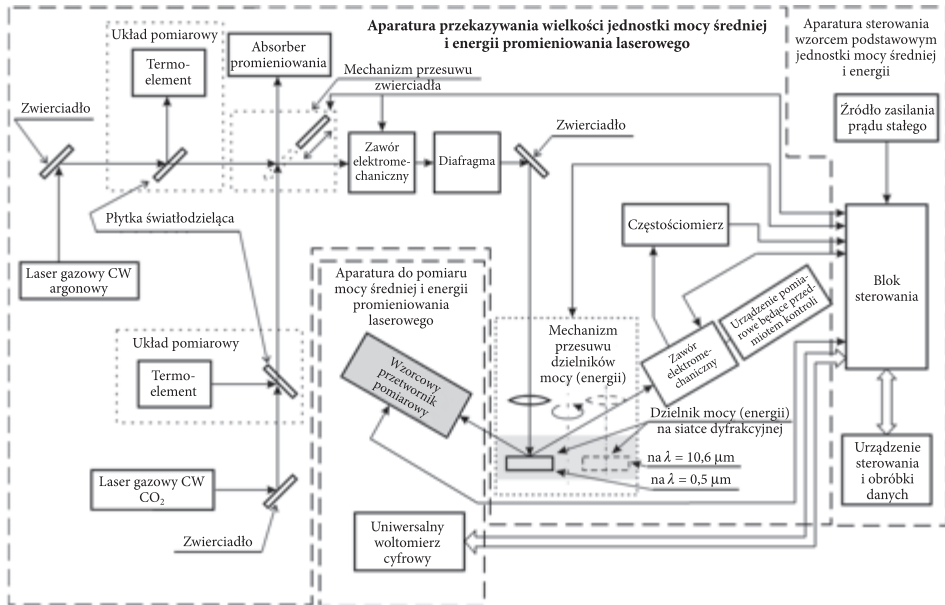 Aparatura przekazywania wielkości jednostki mocy średniej
i energii promieniowania laserowego
Aparatura sterowania
wzorcem podstawowym
jednostki mocy średniej
i energii
Układ pomiarowy
Termo-
element
Absorber
promieniowania
Mechanizm przesuwu
zwierciadła
Zwierciadło
Zawór
elektrome-
chaniczny
Diafragma
Zwierciadło
Źródło zasilania
prądu stałego
Płytka światłodzieląca
Laser gazowy CW
argonowy
Częstościomierz
Blok
sterowania
Aparatura do pomiaru
mocy średniej i energii
promieniowania
laserowego
Urządzenie pomia-
rowe będące przed-
miotem kontroli
Zawór
elektrome-
chaniczny
Mechanizm
przesuwu
dzielników
mocy (energii)
Układ pomiarowy
Termo-
element
Wzorcowy
przetwornik
pomiarowy
Dzielnik mocy (energii)
na siatce dyfrakcyjnej
na λ = 10,6 μm
na λ = 0,5 μm
Urządzenie
sterowania
i obróbki
danych
Laser gazowy CW
CO2
Zwierciadło
Uniwersalny
woltomierz
cyfrowy